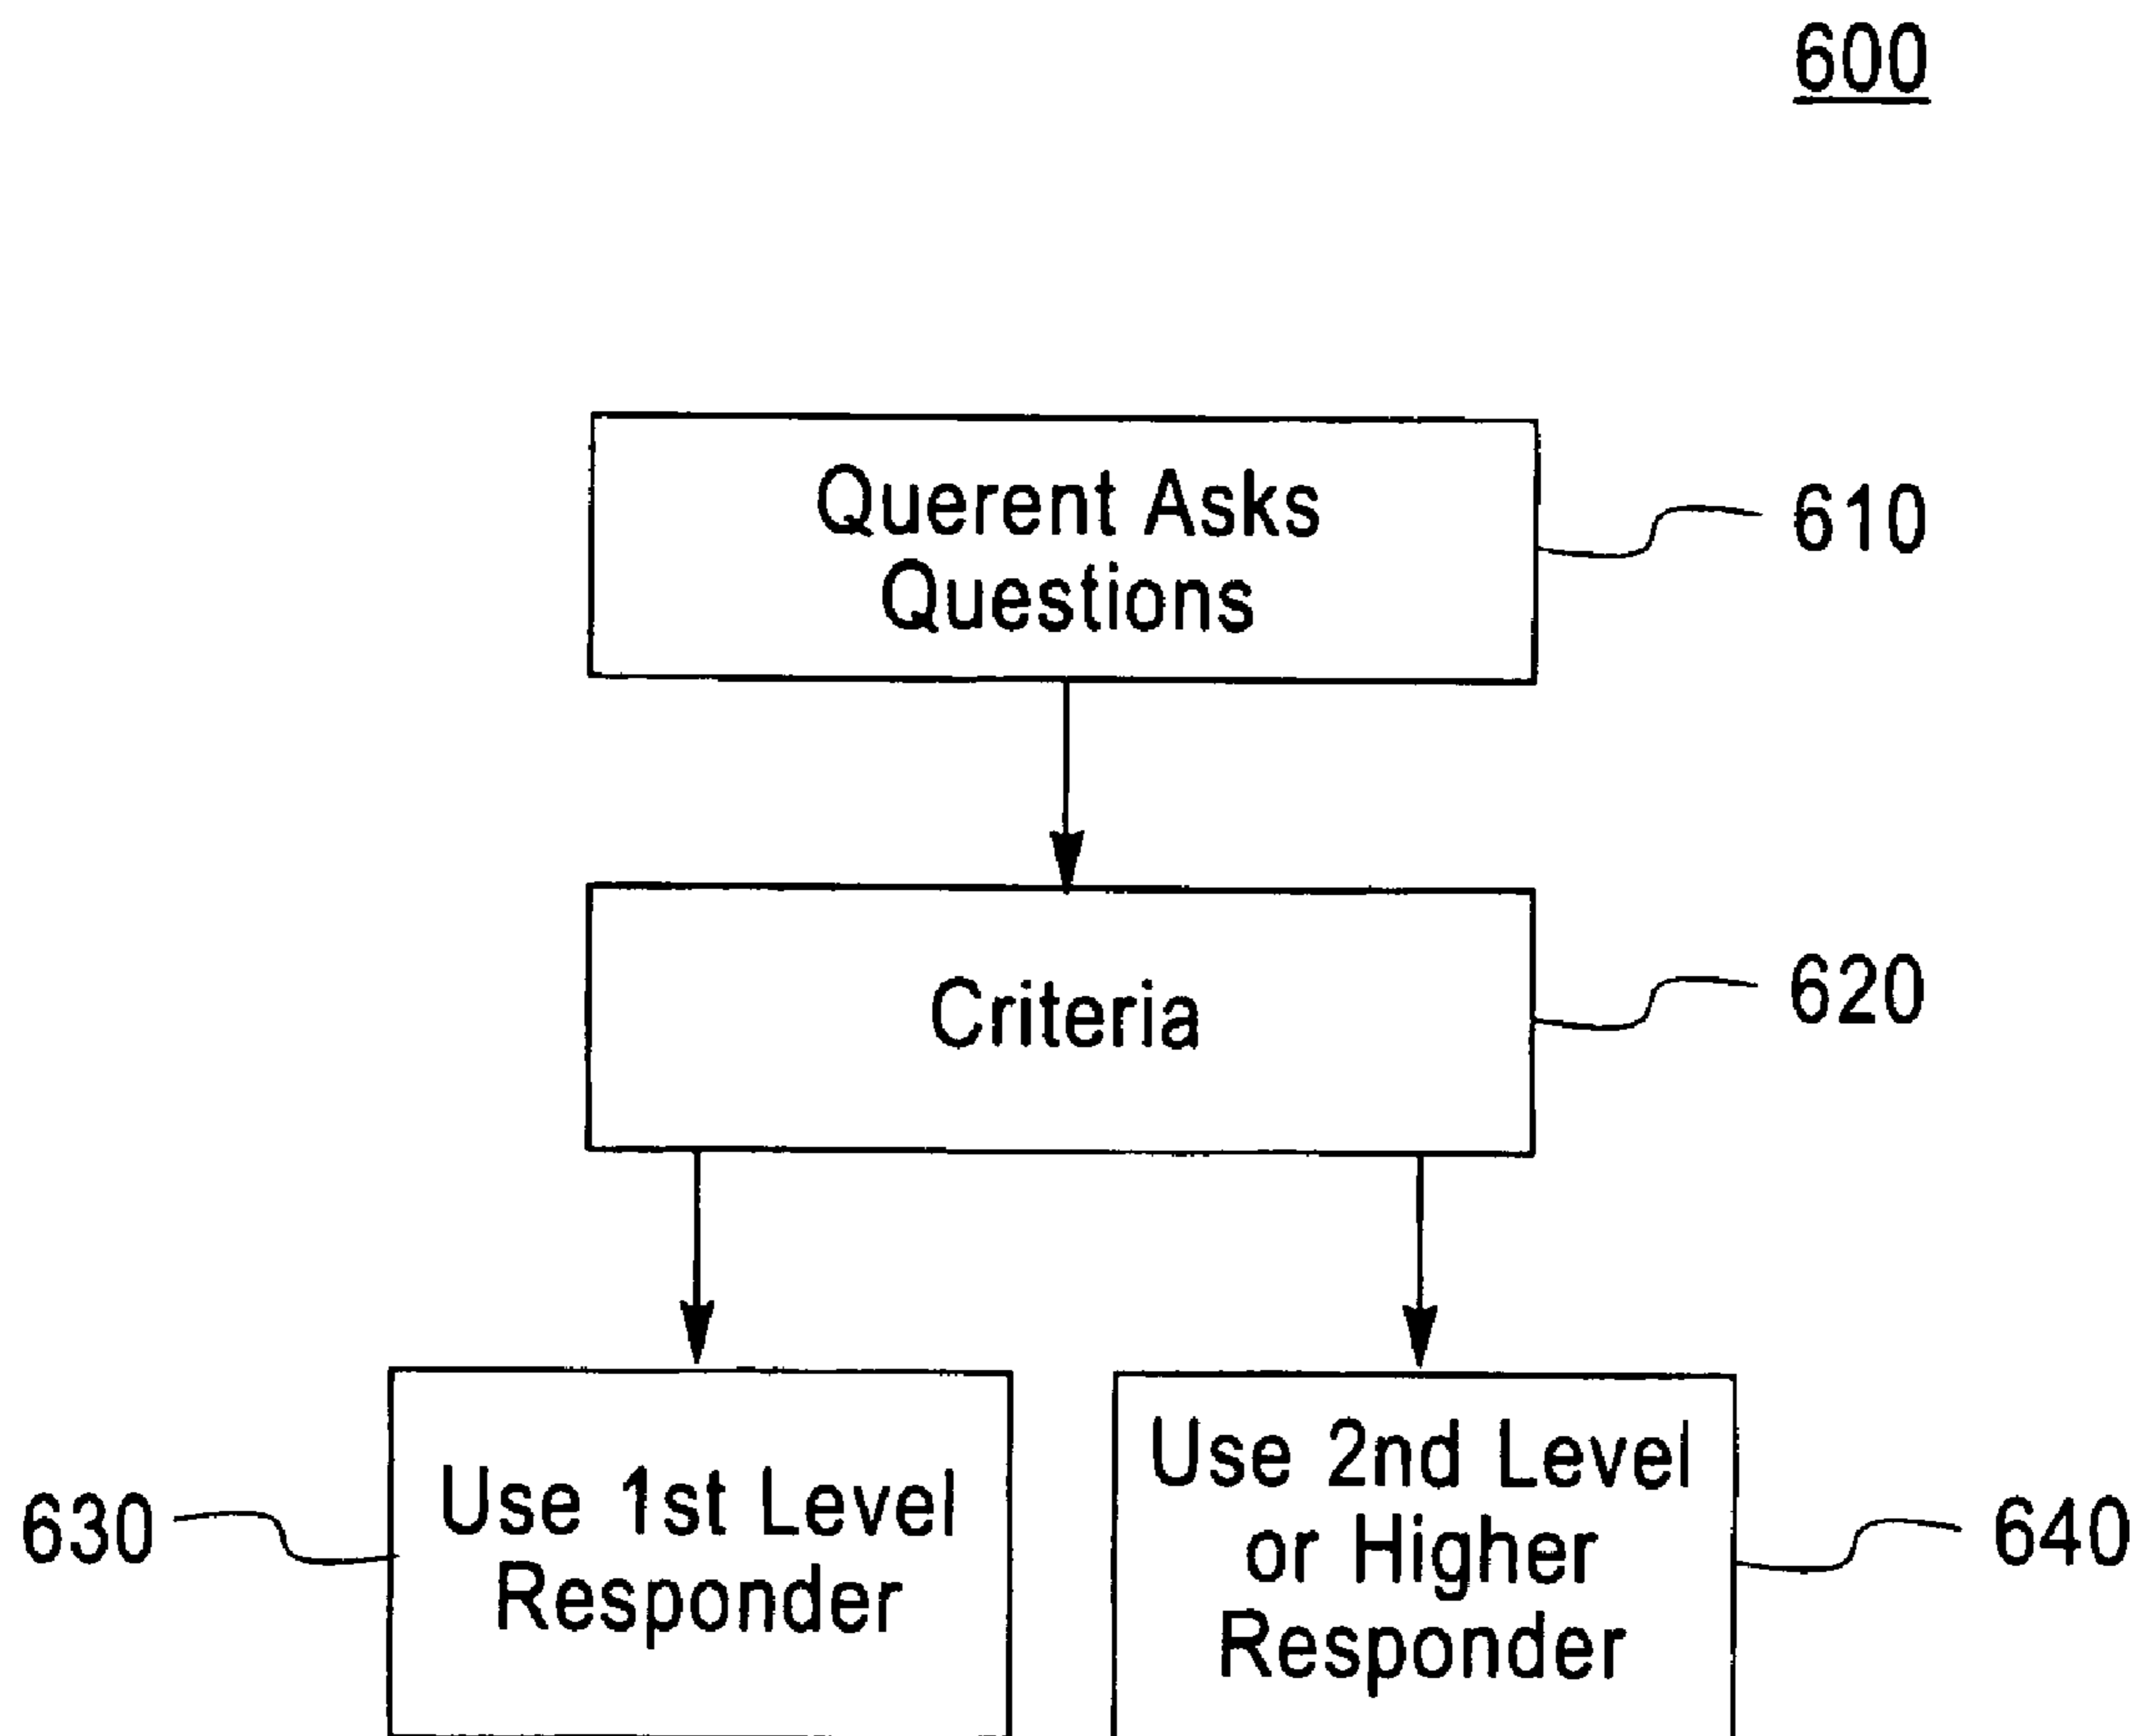 600
Querent Asks
Questions
610
Criteria
620
630
Use 1st Level
Responder
Use 2nd Level
or Higher
Responder
640